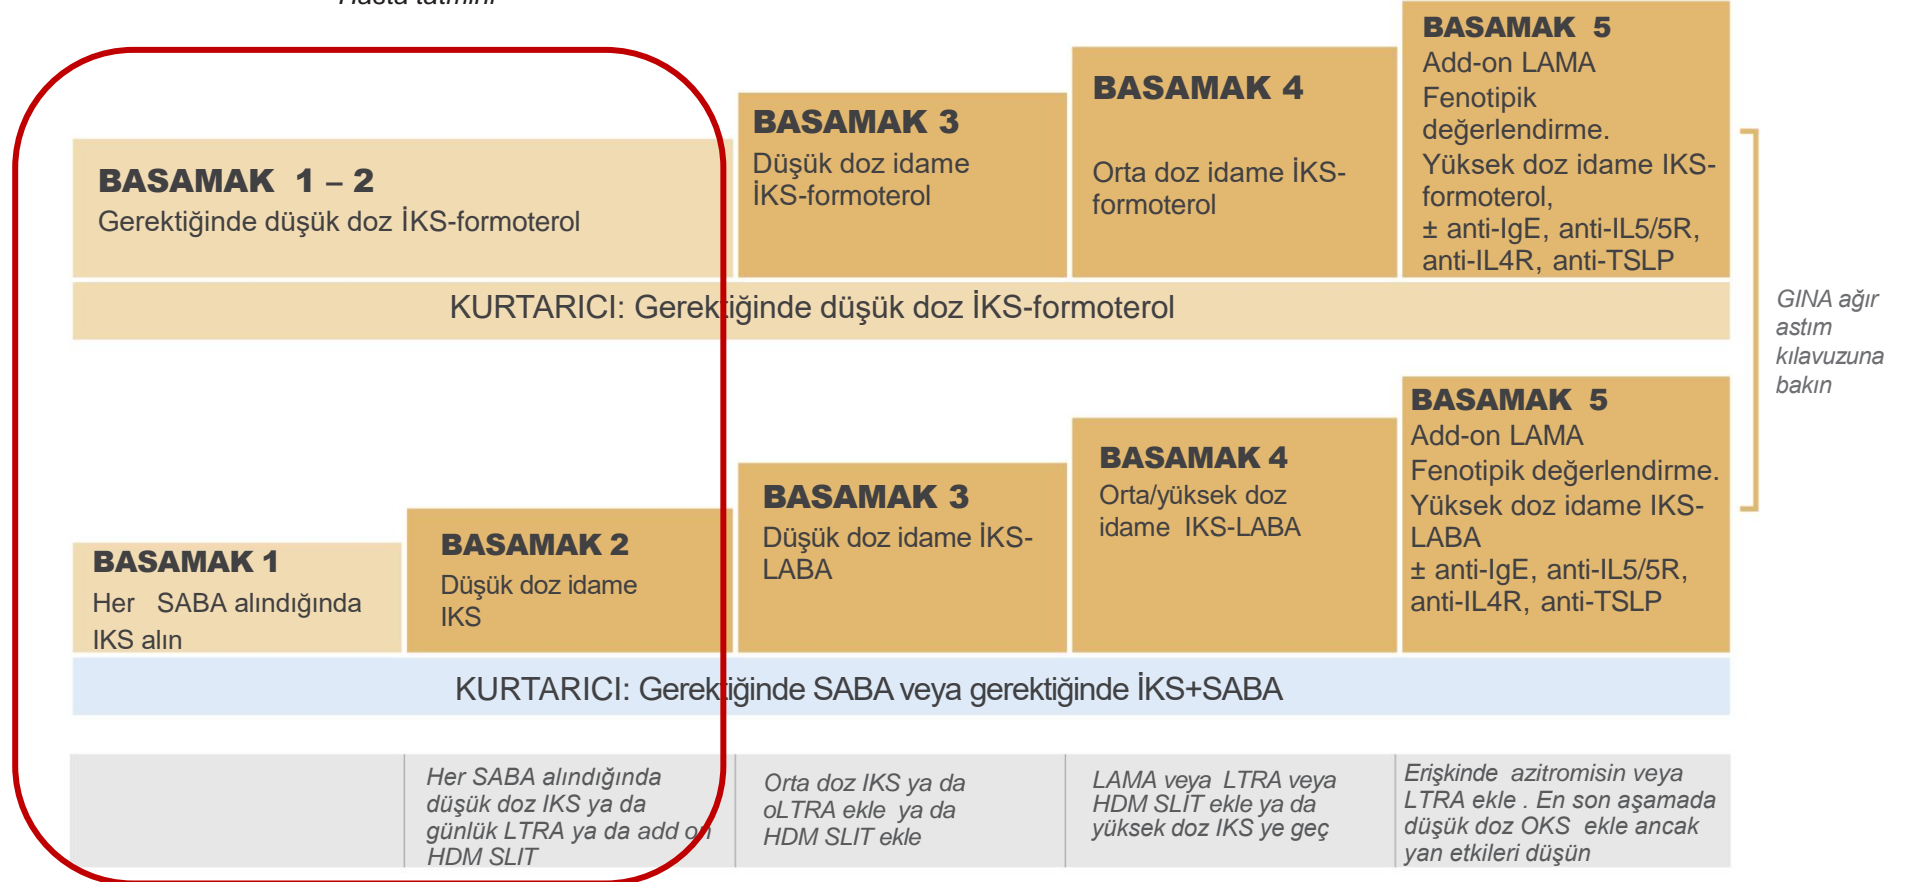 Hasta tatmini
BASAMAK 1 – 2
Gerektiğinde düşük doz İKS-formoterol
BASAMAK 3
Düşük doz idame
İKS-formoterol
BASAMAK 4
Orta doz idame İKS-
formoterol
BASAMAK 5
Add-on LAMA
Fenotipik
değerlendirme.
Yüksek doz idame IKS-
formoterol,
± anti-IgE, anti-IL5/5R,
anti-IL4R, anti-TSLP
KURTARICI: Gerektiğinde düşük doz İKS-formoterol
GINA ağır
astım
kılavuzuna
bakın
BASAMAK 1
Her SABA alındığında
IKS alın
BASAMAK 2
Düşük doz idame
IKS
BASAMAK 3
Düşük doz idame İKS-
LABA
BASAMAK 4
Orta/yüksek doz
idame IKS-LABA
BASAMAK 5
Add-on LAMA
Fenotipik değerlendirme.
Yüksek doz idame IKS-
LABA
± anti-IgE, anti-IL5/5R,
anti-IL4R, anti-TSLP
KURTARICI: Gerektiğinde SABA veya gerektiğinde İKS+SABA
Her SABA alındığında
düşük doz IKS ya da
günlük LTRA ya da add on
HDM SLIT
Orta doz IKS ya da
oLTRA ekle ya da
HDM SLIT ekle
LAMA veya LTRA veya
HDM SLIT ekle ya da
yüksek doz IKS ye geç
Erişkinde azitromisin veya
LTRA ekle . En son aşamada
düşük doz OKS ekle ancak
yan etkileri düşün